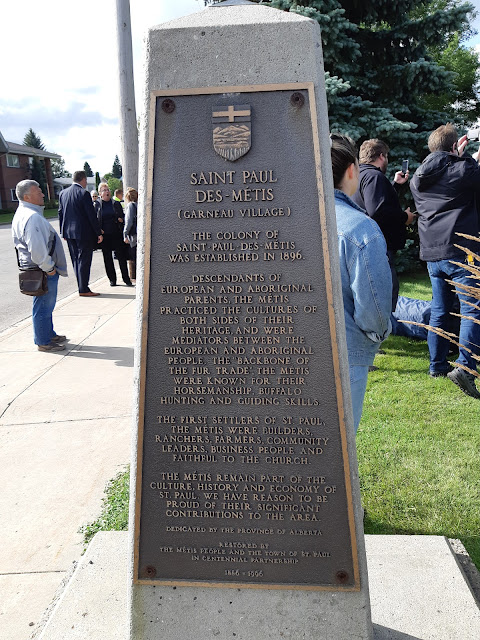 SAINT PAUL
DES-MÉTIS
(GARNEAU VILLAGE)
THE COLONY OF
SAINT-PAUL DES-MÉTIS
WAS ESTABLISHED IN 1896.
DESCENDANTS OF
EUROPEAN AND ABORIGINAL
PARENTS, THE MÉTIS
PRACTICED THE CULTURES OF
BOTH SIDES OF THEIR
HERITAGE, AND WERE
MEDIATORS BETWEEN THE
EUROPEAN AND ABORIGINAL
PEOPLE. THE 'BACKBONE OF
THE FUR TRADE', THE MÉTIS
WERE KNOWN FOR THEIR
HORSEMANSHIP, BUFFALO
HUNTING AND GUIDING SKILLS.
THE FIRST SETTLERS OF ST. PAUL,
THE MÉTIS WERE BUILDERS,
RANCHERS, FARMERS, COMMUNITY
LEADERS, BUSINESS PEOPLE AND
FAITHFUL TO THE CHURCH.
THE MÉTIS REMAIN PART OF THE
CULTURE, HISTORY AND ECONOMY OF
ST. PAUL. WE HAVE REASON TO BE
PROUD OF THEIR SIGNIFICANT
CONTRIBUTIONS TO THE AREA.
DEDICATED BY THE PROVINCE OF ALBERTA
RESTORED BY
THE MÉTIS PEOPLE AND THE TOWN OF ST. PAUL
IN CENTENNIAL PARTNERSHIP
1896 - 1996